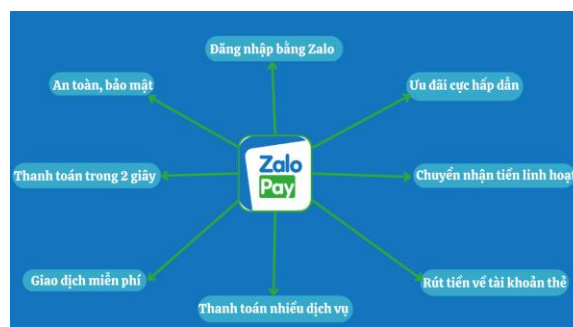 Đăng nhập bằng Zalo
An toàn, bảo mật
Ưu đãi cực hấp dẫn
Zalo
Pay
Thanh toán trong 2 giây
Chuyển nhận tiền linh hoạt
Giao dịch miễn phí
Rút tiền về tài khoản thẻ
Thanh toán nhiều dịch vụ